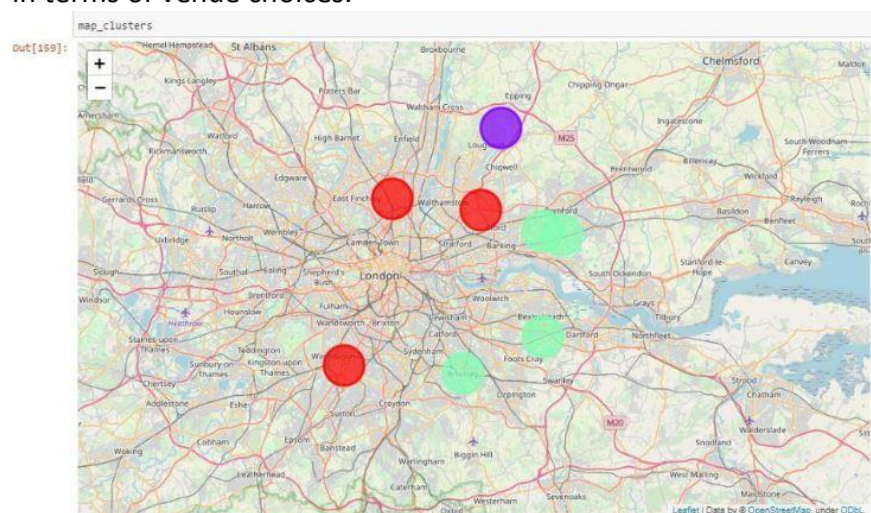 in terms of venue choices.
map_clusters
Out[159]:
+
−
Hemel Hempstead
St Albans
Broxbourne
Chelmsford
Maldon
Kings Langley
Potters Bar
Epping
Chipping Ongar
Amersham
Waltham Cross
Watford
High Barnet
Enfield
M25
Ingatestone
Rickmansworth
Chigwell
South Woodham
Ferrers
Edgware
Brentwood
Billericay
Wickford
Gerrards Cross
Ruislip
Harrow
East Finchley
Walthamstow
Basildon
Rayleigh
Benfleet
Uxbridge
Northolt
Wembley
Camden Town
Stratford
Barking
Slough
Southall
Ealing
Shepherd's
Bush
London
South Ockendon
Stanford-le-
Hope
Canvey
Windsor
Brentford
Fulham
Woolwich
Grays
Heathrow
Hounslow
Wandsworth
Brixton
Lewisham
Catford
Tilbury
Dartford
Northfleet
Staines-upon-
Thames
Teddington
Sydenham
Foots Cray
Sunbury-on-
Thames
Kingston upon
Thames
Swanley
Chertsey
Orpington
Strood
Addlestone
Esher
Sutton
Croydon
Chatham
M20
Walderslade
Woking
Cobham
Epsom
Banstead
Biggin Hill
Snodland
Leatherhead
Warlingham
West Malling
Caterham
Maidstone
Westerham
Sevenoaks
Oxted
Leaflet | Data by © OpenStreetMap, under ODbL.